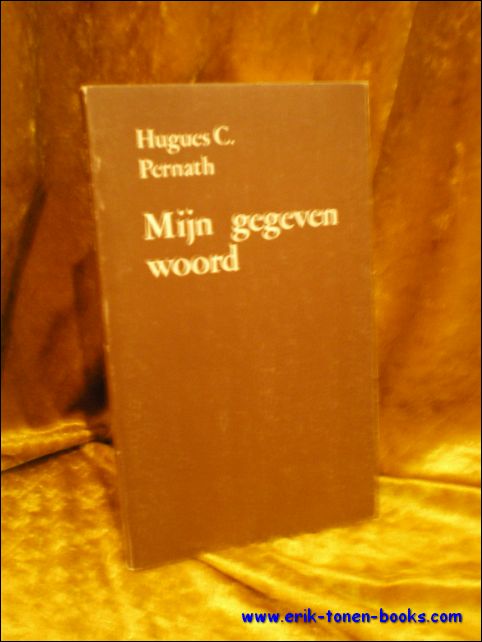 Hugues C.
Pernath
Mijn gegeven
woord
www.erik-tonen-books.com